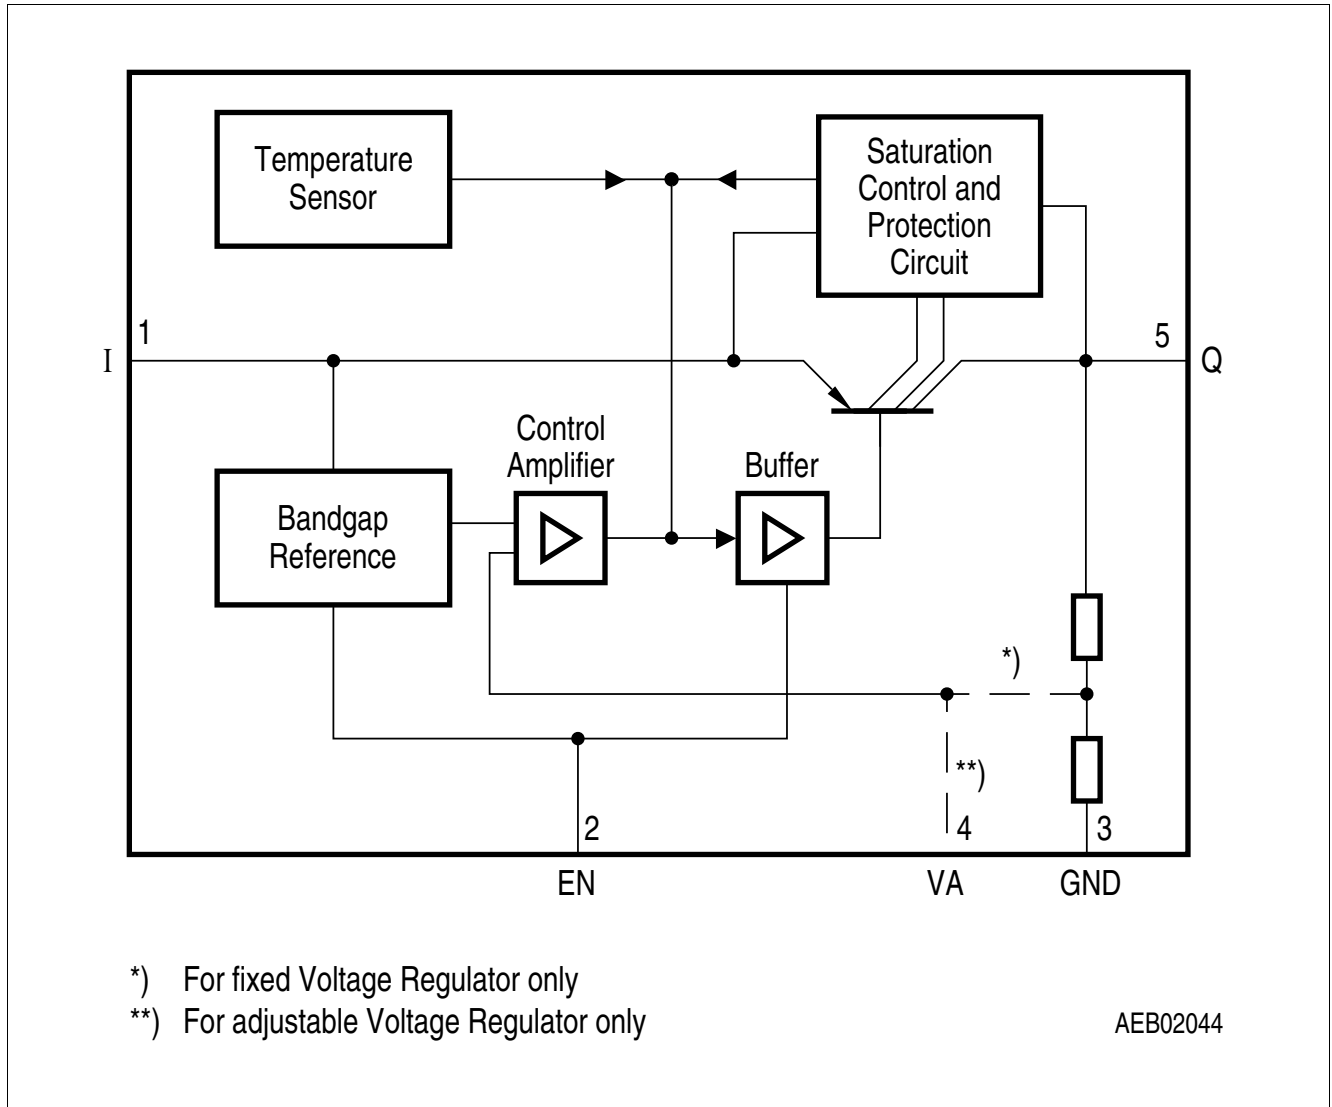 Temperature
Sensor
Saturation
Control and
Protection
Circuit
1
5
I
Q
Control
Amplifier
Buffer
Bandgap
Reference
*)
**)
2
4
3
EN
VA
GND
*) For fixed Voltage Regulator only
**) For adjustable Voltage Regulator only
AEB02044